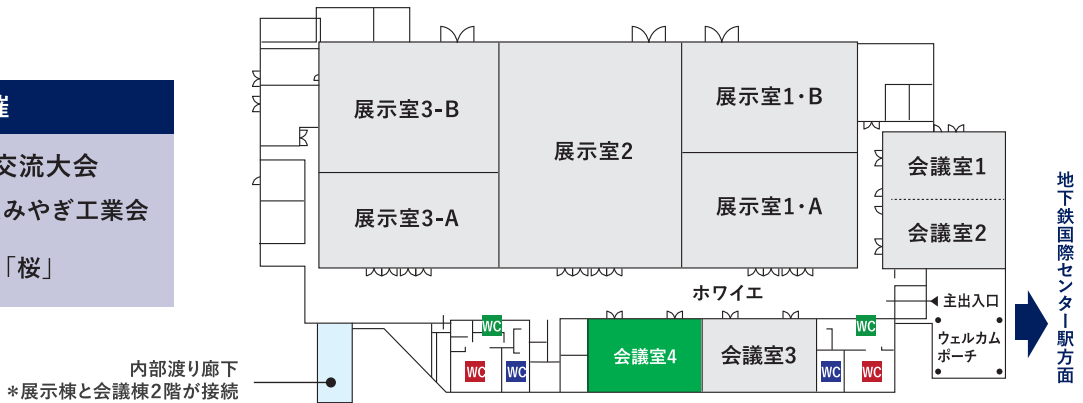 催
交流大会
みやぎ工業会
「桜」
展示室3-B
展示室3-A
展示室2
展示室1・B
展示室1・A
会議室1
会議室2
ホワイエ
主出入口
ウェルカム
ポーチ
地下鉄国際センター駅方面
WC
WC
WC
会議室4
会議室3
WC
WC
WC
内部渡り廊下
*展示棟と会議棟2階が接続